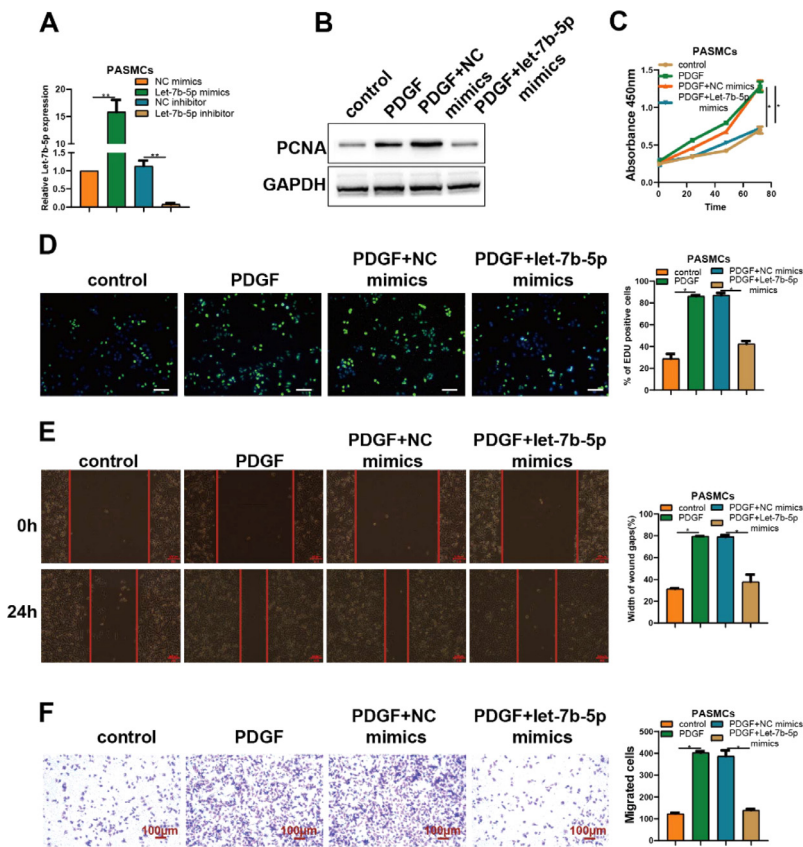 A
PASMCs
NC mimics
Let-7b-5p mimics
NC inhibitor
Let-7b-5p inhibitor
Relative Let-7b-5p expression
20
15
10
1.5
1.0
0.5
0.0
**
**
B
control
PDGF
PDGF+NC
mimics
PDGF+let-7b-5p
mimics
PCNA
GAPDH
C
PASMCs
control
PDGF
PDGF+NC mimics
PDGF+Let-7b-5p
mimics
Absorbance 450nm
1.5
1.0
0.5
0.0
0 20 40 60 80
Time
*
*
D
control
PDGF
PDGF+NC
mimics
PDGF+let-7b-5p
mimics
PASMCs
control
PDGF
PDGF+NC mimics
PDGF+Let-7b-5p
mimics
% of EDU positive cells
100
80
60
40
20
0
*
*
E
control
PDGF
PDGF+NC
mimics
PDGF+let-7b-5p
mimics
0h
24h
PASMCs
control
PDGF
PDGF+NC mimics
PDGF+Let-7b-5p
mimics
Width of wound gaps(%)
100
80
60
40
20
0
*
*
F
control
PDGF
PDGF+NC
mimics
PDGF+let-7b-5p
mimics
100μm
100μm
100μm
100μm
PASMCs
control
PDGF
PDGF+NC mimics
PDGF+Let-7b-5p
mimics
Migrated cells
500
400
300
200
100
0
*
*